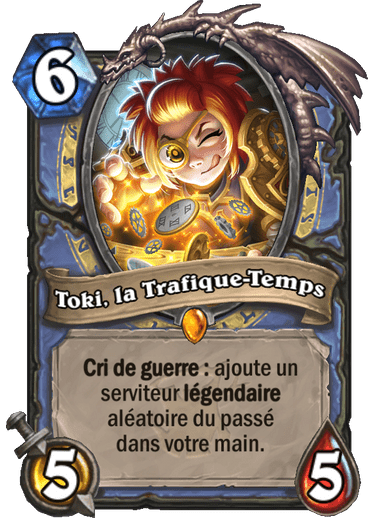 6
Toki, la Trafique-Temps
Cri de guerre : ajoute un
serviteur légendaire
aléatoire du passé
dans votre main.
5
5